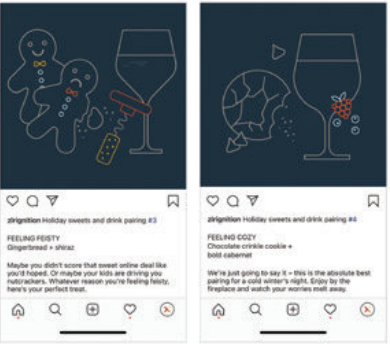 zirignition Holiday sweets and drink pairing #3
FEELING FEISTY
Gingerbread + shiraz
Maybe you didn't score that sweet online deal like
you'd hoped. Or maybe your kids are driving you
nutcrackers. Whatever reason you're feeling feisty,
here's your perfect treat.
zirignition Holiday sweets and drink pairing #4
FEELING COZY
Chocolate crinkle cookie +
bold cabernet
We're just going to say it – this is the absolute best
pairing for a cold winter's night. Enjoy by the
fireplace and watch your worries melt away.